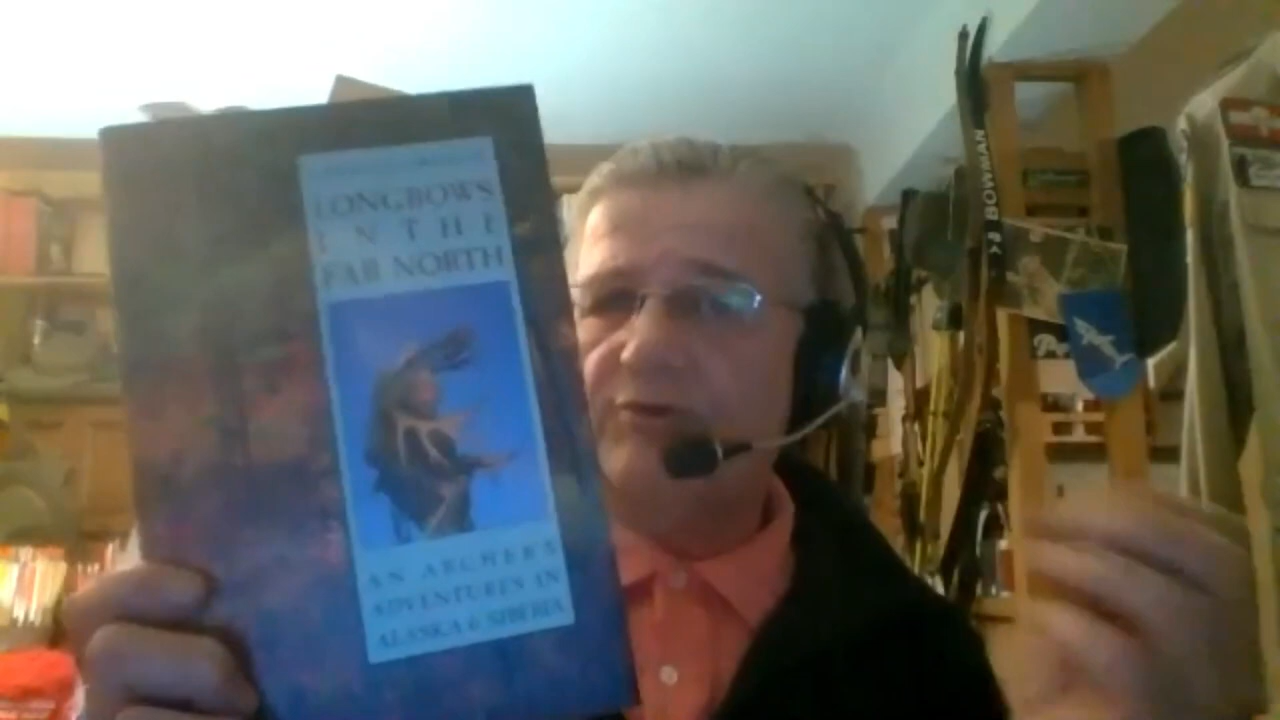 LONGBOWS
IN THE
FAR NORTH
AN ARCHER'S
ADVENTURES IN
ALASKA & SIBERIA
BOWMAN